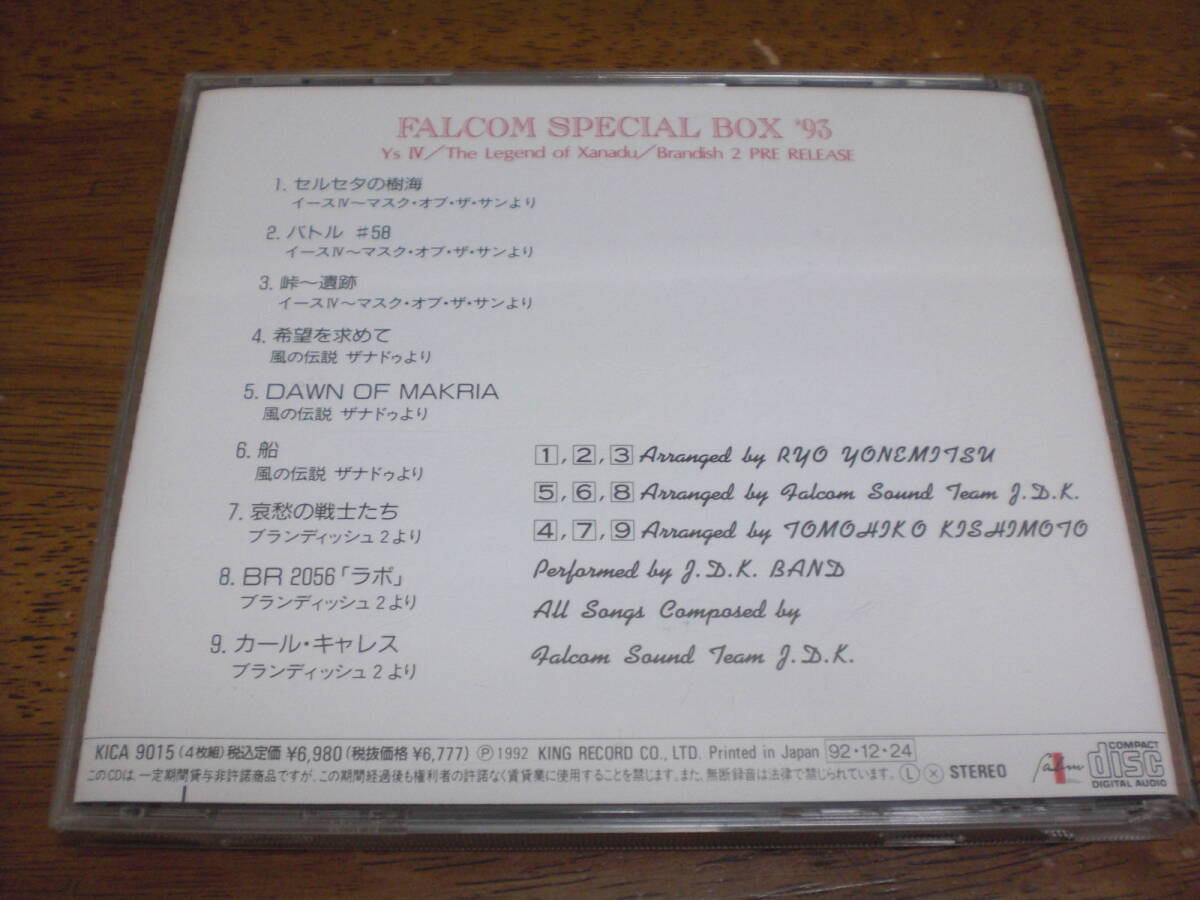 FALCOM SPECIAL BOX '93
Ys Ⅳ／The Legend of Xanadu／Brandish 2 PRE RELEASE
1. セルセタの樹海
イースⅣ〜マスク・オブ・ザ・サンより
2. バトル ♯58
イースⅣ〜マスク・オブ・ザ・サンより
3. 峠〜遺跡
イースⅣ〜マスク・オブ・ザ・サンより
4. 希望を求めて
風の伝説 ザナドゥより
5. DAWN OF MAKRIA
風の伝説 ザナドゥより
6. 船
風の伝説 ザナドゥより
7. 哀愁の戦士たち
ブランディッシュ2より
8. BR 2056「ラボ」
ブランディッシュ2より
9. カール・キャレス
ブランディッシュ2より
1, 2, 3 Arranged by RYO YONEMITSU
5, 6, 8 Arranged by Falcom Sound Team J.D.K.
4, 7, 9 Arranged by TOMOHIKO KISHIMOTO
Performed by J.D.K. BAND
All Songs Composed by
Falcom Sound Team J.D.K.
KICA 9015 (4枚組) 税込定価 ¥6,980 (税抜価格 ¥6,777) Ⓟ 1992 KING RECORD CO., LTD. Printed in Japan 92・12・24
このCDは、一定期間貸与非許諾商品ですが、この期間経過後も権利者の許諾なく賃貸業に使用することを禁じます。また、無断録音は法律で禁じられています。 Ⓛ Ⓧ STEREO
falcom
COMPACT
disc
DIGITAL AUDIO